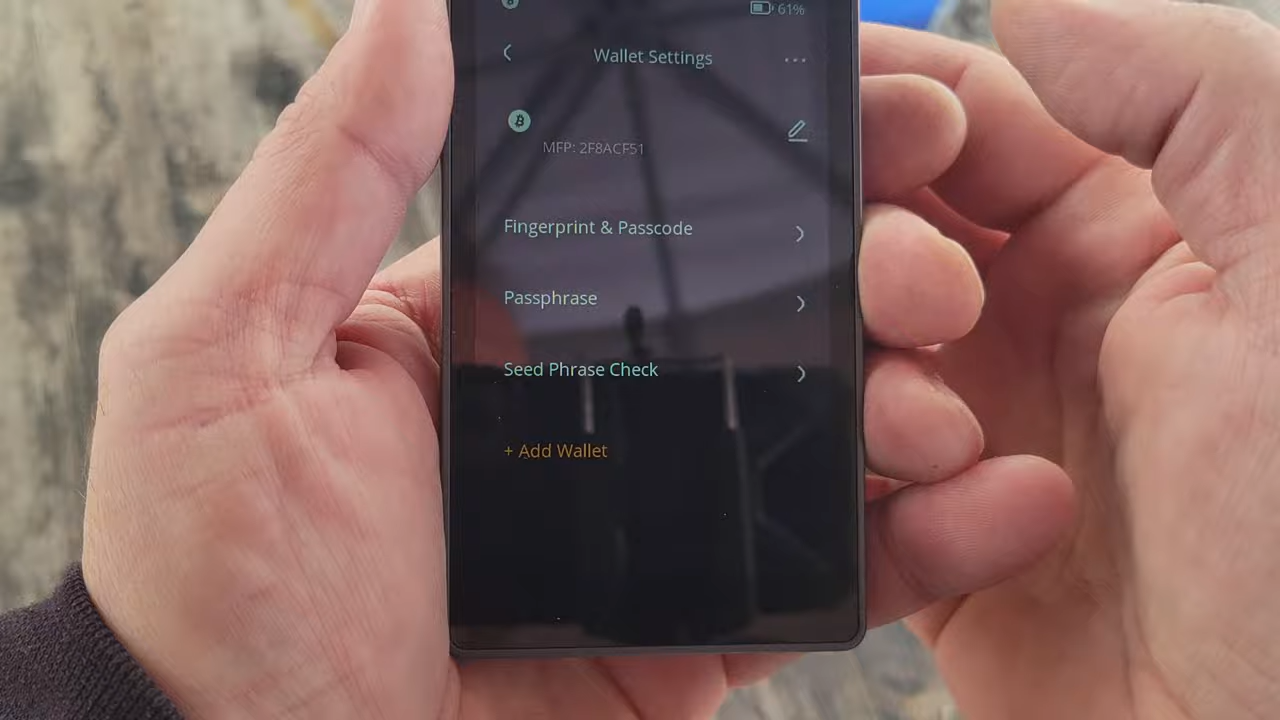 61%
Wallet Settings
MFP: 2F8ACF51
Fingerprint & Passcode
Passphrase
Seed Phrase Check
+ Add Wallet